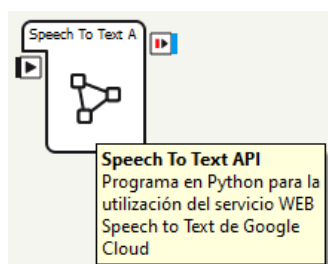 Speech To Text A
Speech To Text API
Programa en Python para la
utilización del servicio WEB
Speech to Text de Google
Cloud